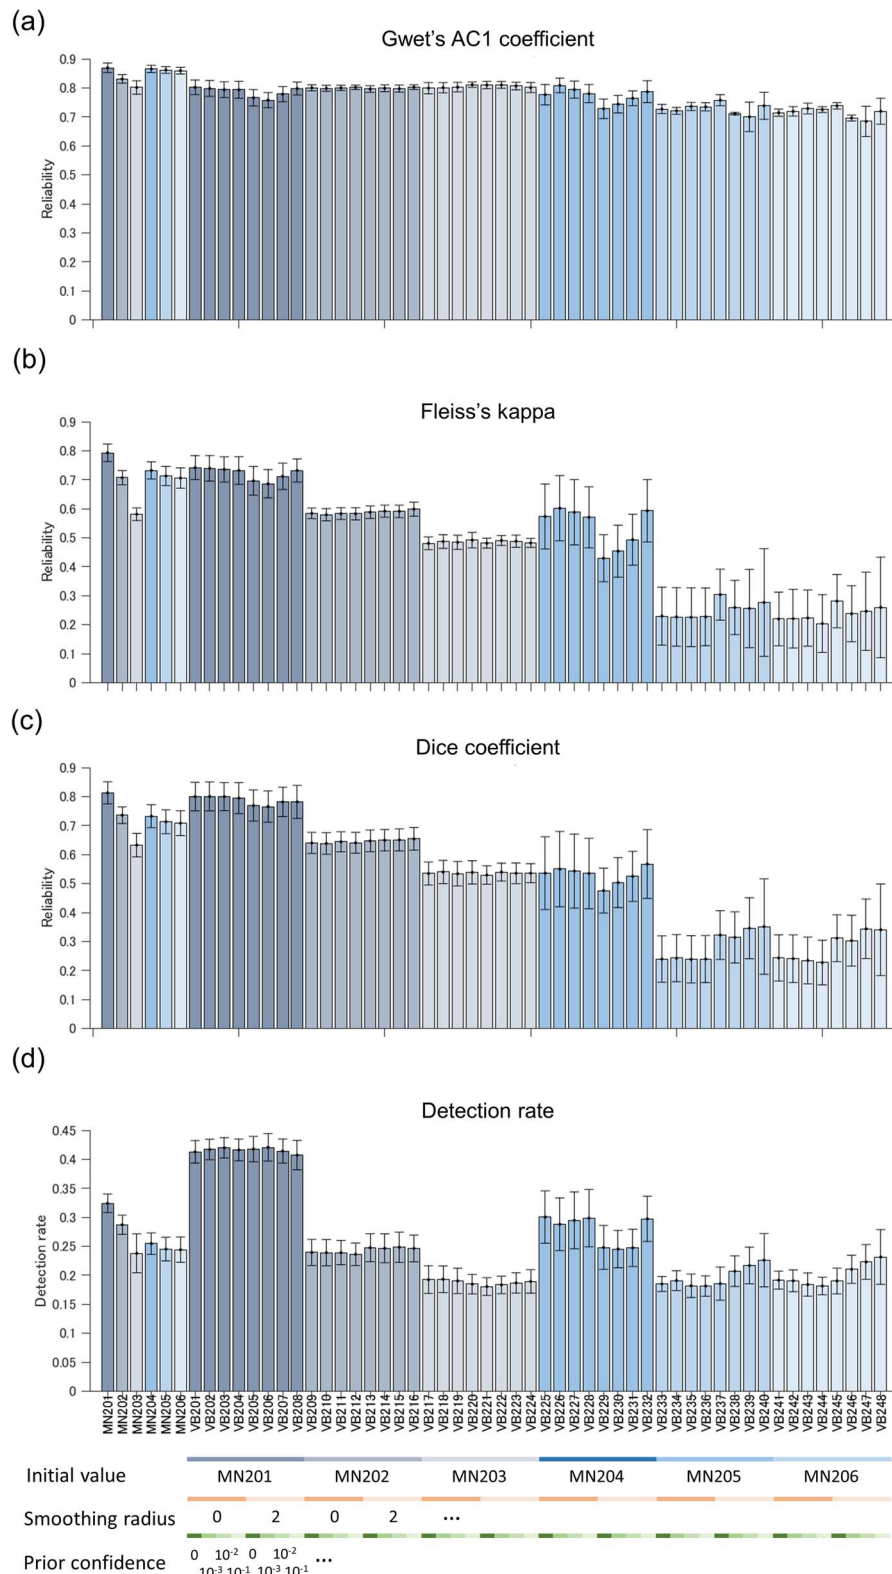 (a)
Gwet's AC1 coefficient
0.9
0.8
0.7
0.6
0.5
0.4
0.3
0.2
0.1
0
Reliability
(b)
Fleiss's kappa
0.9
0.8
0.7
0.6
0.5
0.4
0.3
0.2
0.1
0
Reliability
(c)
Dice coefficient
0.9
0.8
0.7
0.6
0.5
0.4
0.3
0.2
0.1
0
Reliability
(d)
Detection rate
0.45
0.4
0.35
0.3
0.25
0.2
0.15
0.1
0.05
0
Detection rate
MN201
MN202
MN203
MN204
MN205
MN206
VB201
VB202
VB203
VB204
VB205
VB206
VB207
VB208
VB209
VB210
VB211
VB212
VB213
VB214
VB215
VB216
VB217
VB218
VB219
VB220
VB221
VB222
VB223
VB224
VB225
VB226
VB227
VB228
VB229
VB230
VB231
VB232
VB233
VB234
VB235
VB236
VB237
VB238
VB239
VB240
VB241
VB242
VB243
VB244
VB245
VB246
VB247
VB248
Initial value MN201 MN202 MN203 MN204 MN205 MN206
Smoothing radius 0 2 0 2 ...
Prior confidence 0 10⁻² 0 10⁻² ...
10⁻³ 10⁻¹ 10⁻³ 10⁻¹